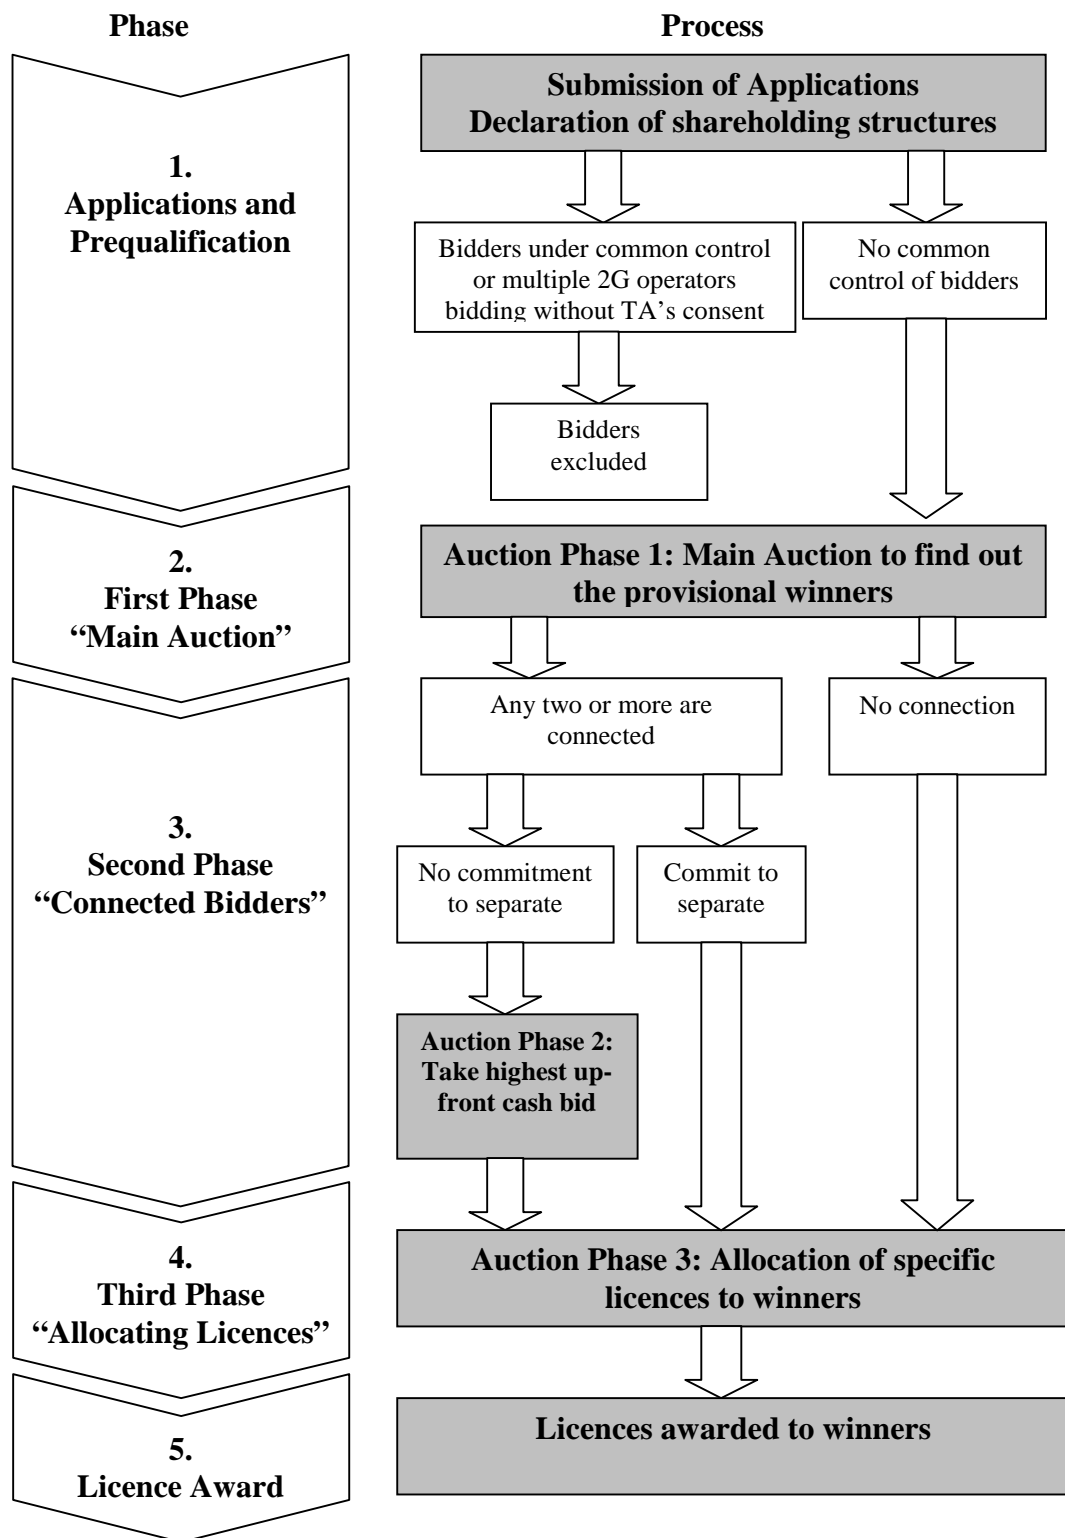 Phase
Process
Submission of Applications
Declaration of shareholding structures
1.
Applications and
Prequalification
Bidders under common control
or multiple 2G operators
bidding without TA’s consent
No common
control of bidders
Bidders
excluded
2.
First Phase
“Main Auction”
Auction Phase 1: Main Auction to find out
the provisional winners
Any two or more are
connected
No connection
3.
Second Phase
“Connected Bidders”
No commitment
to separate
Commit to
separate
Auction Phase 2:
Take highest up-
front cash bid
4.
Third Phase
“Allocating Licences”
Auction Phase 3: Allocation of specific
licences to winners
5.
Licence Award
Licences awarded to winners